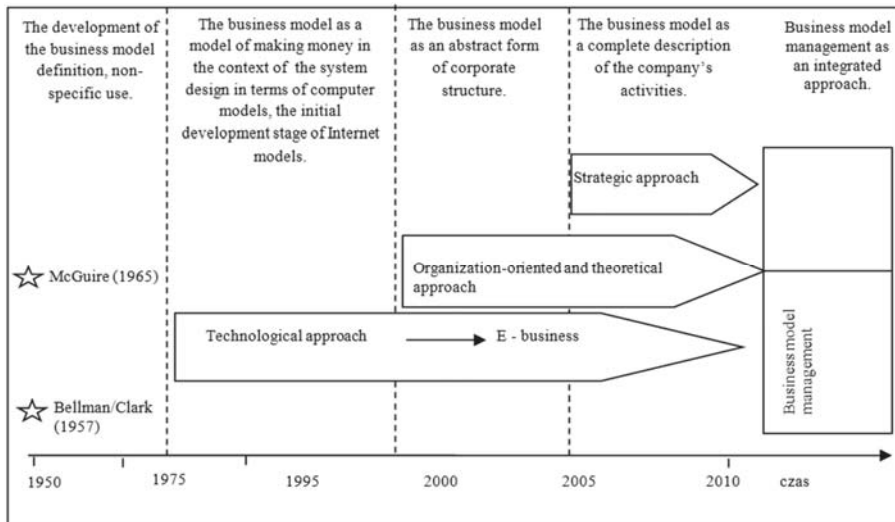 The development of
the business model
definition, non-
specific use.
The business model as a
model of making money in
the context of the system
design in terms of computer
models, the initial
development stage of Internet
models.
The business model
as an abstract form
of corporate
structure.
The business model as
a complete description
of the company's
activities.
Business model
management as
an integrated
approach.
Strategic approach
McGuire (1965)
Organization-oriented and theoretical
approach
Technological approach
E - business
Business model
management
Bellman/Clark
(1957)
1950
1975
1995
2000
2005
2010
czas